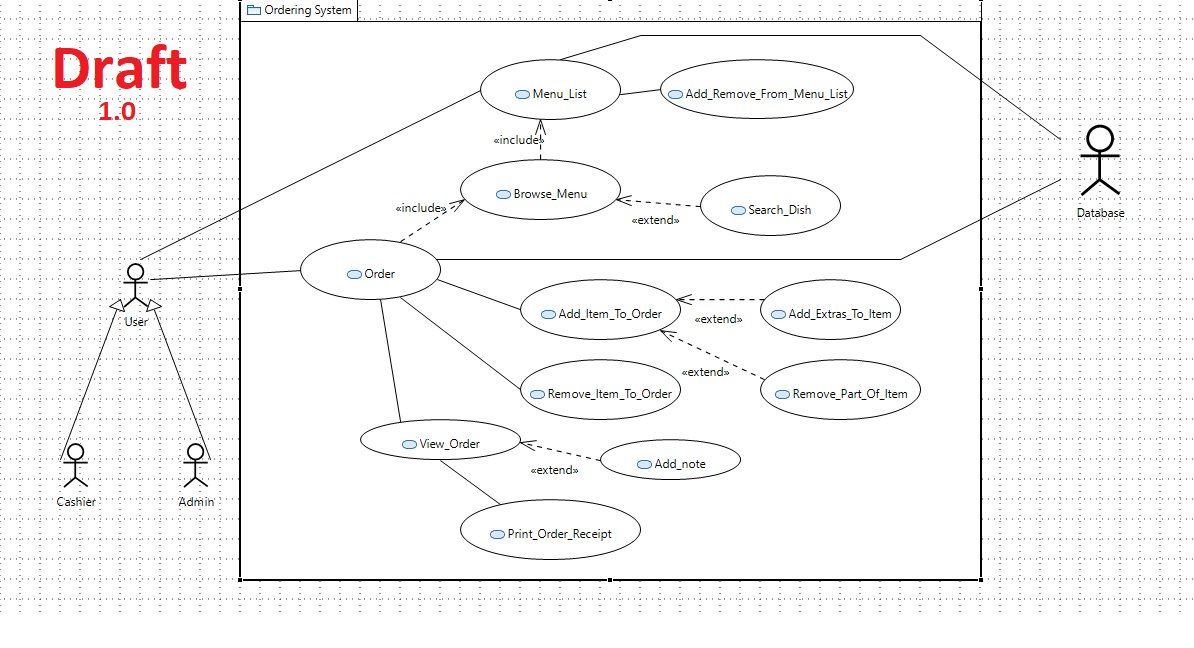 Ordering System
Draft
1.0
Menu_List
Add_Remove_From_Menu_List
«include»
Browse_Menu
«include»
Search_Dish
«extend»
Database
Order
User
Add_Item_To_Order
Add_Extras_To_Item
«extend»
«extend»
Remove_Item_To_Order
Remove_Part_Of_Item
View_Order
Add_note
«extend»
Cashier
Admin
Print_Order_Receipt